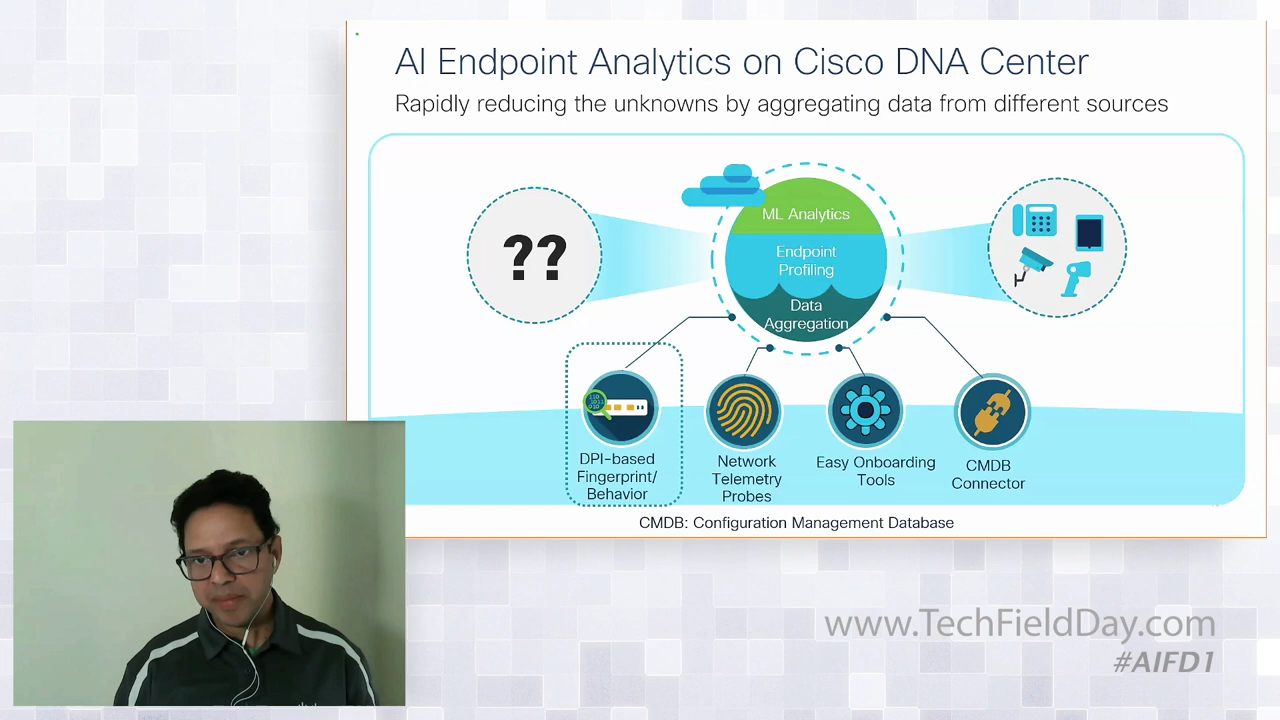 AI Endpoint Analytics on Cisco DNA Center
Rapidly reducing the unknowns by aggregating data from different sources
??
ML Analytics
Endpoint
Profiling
Data
Aggregation
DPI-based
Fingerprint/
Behavior
Network
Telemetry
Probes
Easy Onboarding
Tools
CMDB
Connector
CMDB: Configuration Management Database
www.TechFieldDay.com
#AIFD1